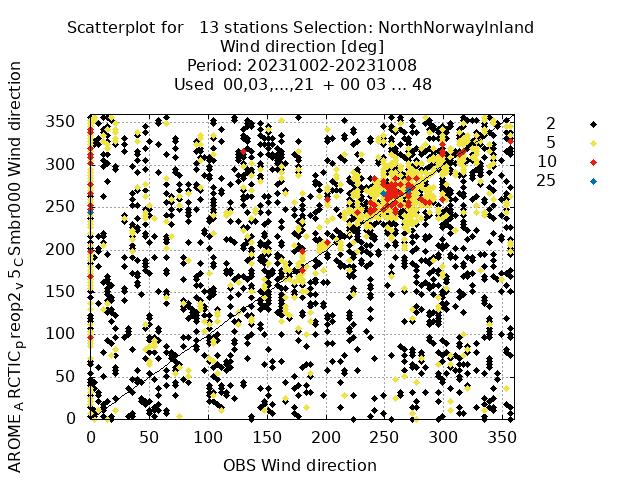 Scatterplot for 13 stations Selection: NorthNorwayInland
Wind direction [deg]
Period: 20231002-20231008
Used 00,03,...,21 + 00 03 ... 48
AROME_ARCTIC_preop2_v5_CSmbr000 Wind direction
350
300
250
200
150
100
50
0
0 50 100 150 200 250 300 350
OBS Wind direction
2
5
10
25